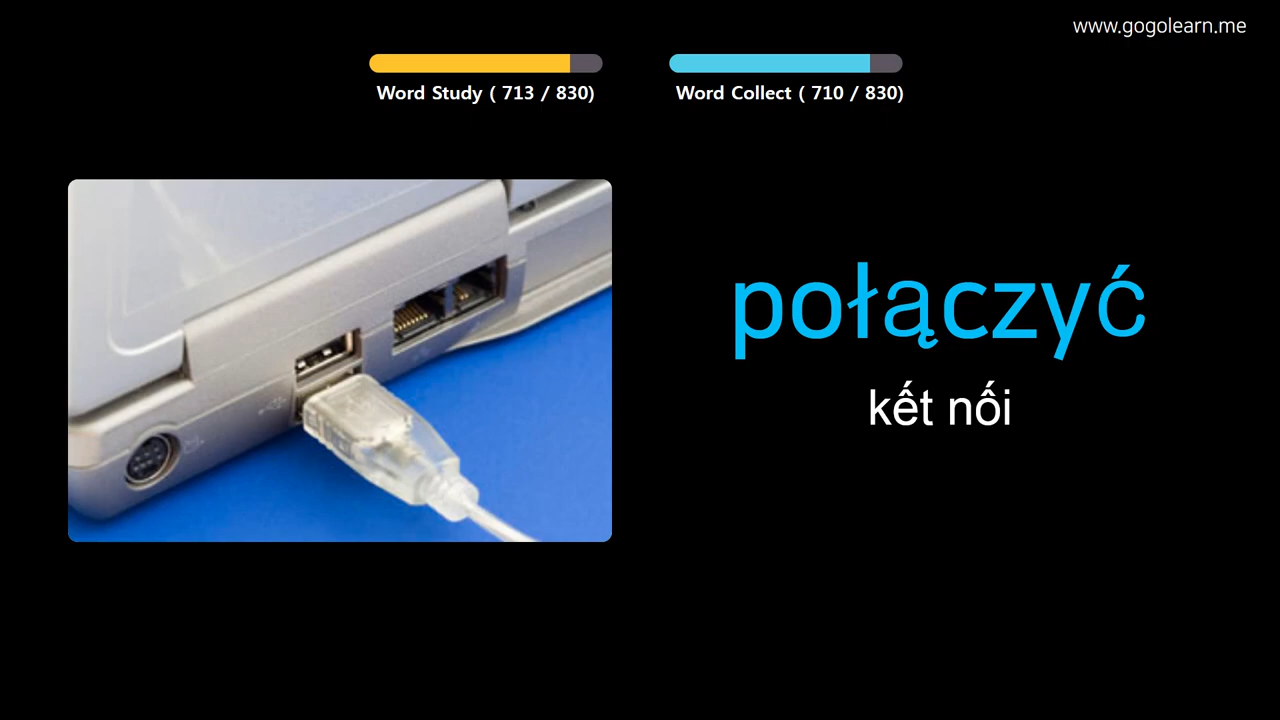 www.gogolearn.me
Word Study ( 713 / 830)
Word Collect ( 710 / 830)
połączyć
kết nối